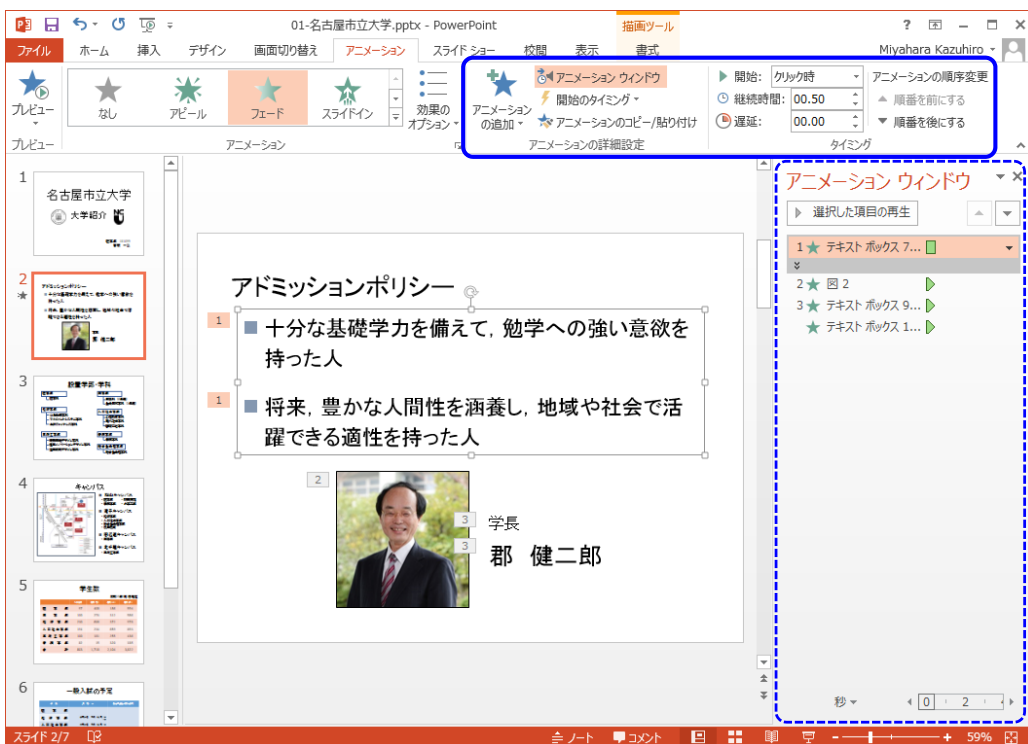 01-名古屋市立大学.pptx - PowerPoint
描画ツール
ファイル ホーム 挿入 デザイン 画面切り替え アニメーション スライド ショー 校閲 表示 書式
Miyahara Kazuhiro
プレビュー
なし
アピール
フェード
スライドイン
効果の
オプション
アニメーション
の追加
アニメーション ウィンドウ
開始のタイミング
アニメーションのコピー/貼り付け
開始: クリック時
継続時間: 00.50
遅延: 00.00
アニメーションの順序変更
順番を前にする
順番を後にする
プレビュー
アニメーション
アニメーションの詳細設定
タイミング
1
名古屋市立大学
大学紹介
2
アドミッションポリシー
3
設置学部・学科
4
キャンパス
5
学生数
6
一般入試の予定
アドミッションポリシー
1
十分な基礎学力を備えて，勉学への強い意欲を
持った人
1
将来，豊かな人間性を涵養し，地域や社会で活
躍できる適性を持った人
2
3
学長
3
郡 健二郎
アニメーション ウィンドウ
選択した項目の再生
1 テキスト ボックス 7...
2 図 2
3 テキスト ボックス 9...
テキスト ボックス 1...
秒
0 2
スライド 2/7
ノート コメント
59%